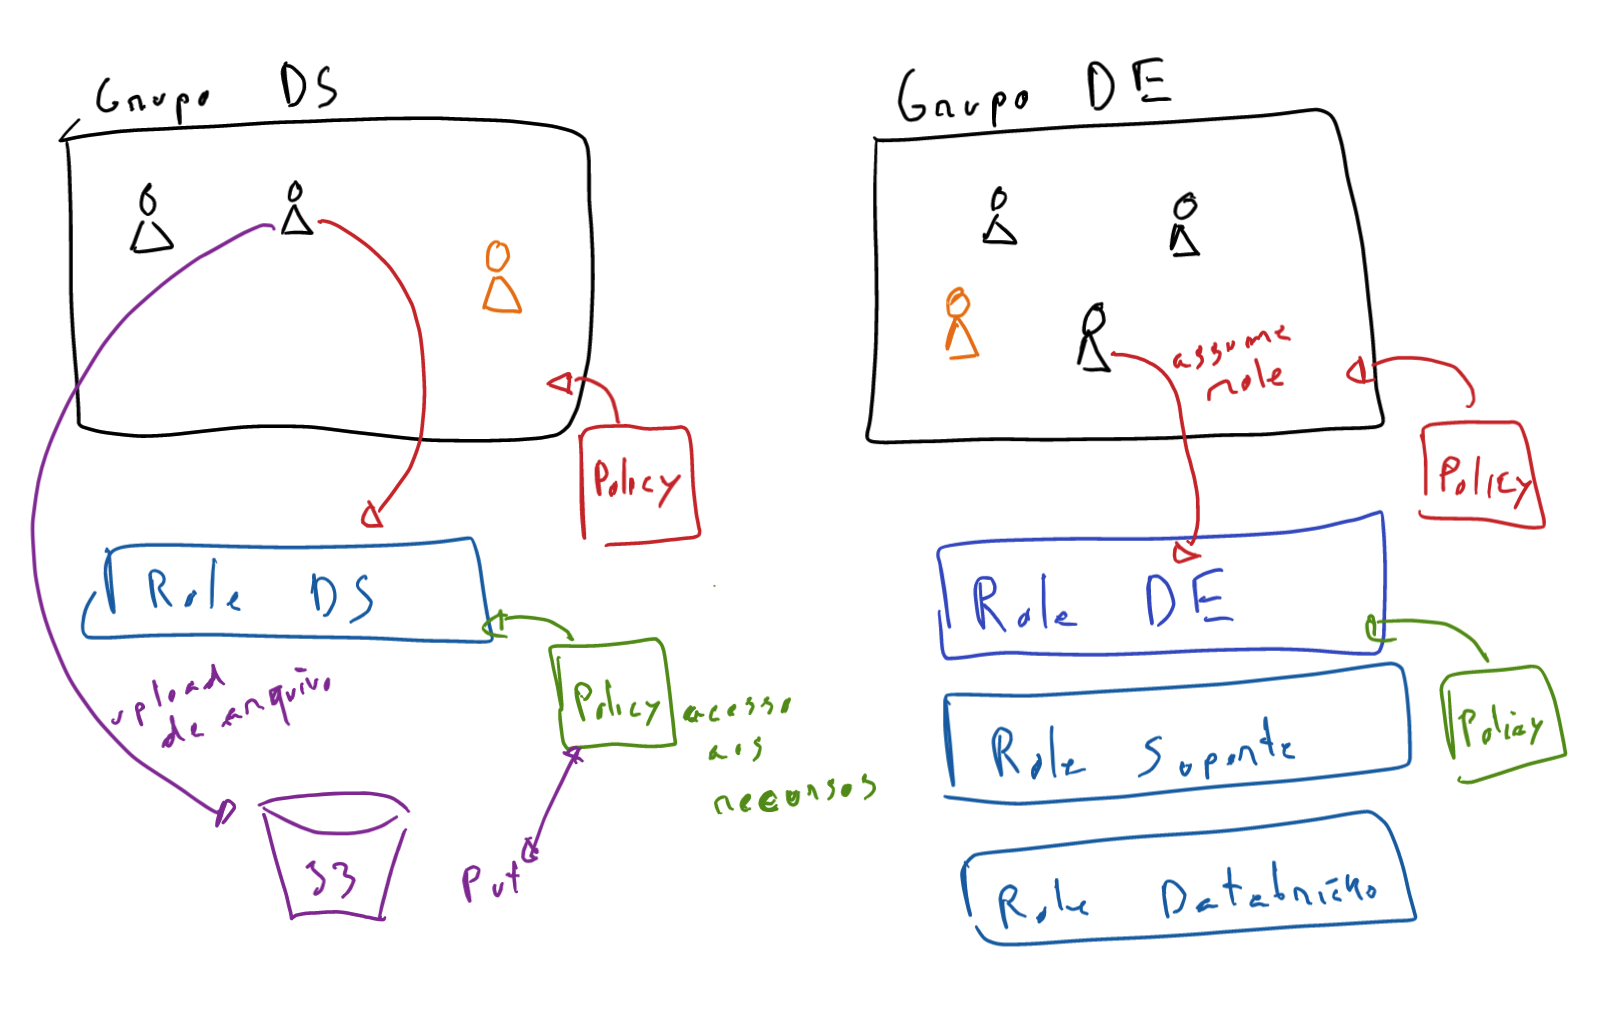 Grupo DS
Grupo DE
assume
role
Policy
Policy
Role DS
Role DE
upload
de arquivo
Policy
acesso
aos
recursos
Policy
Role Suporte
S3
Put
Role